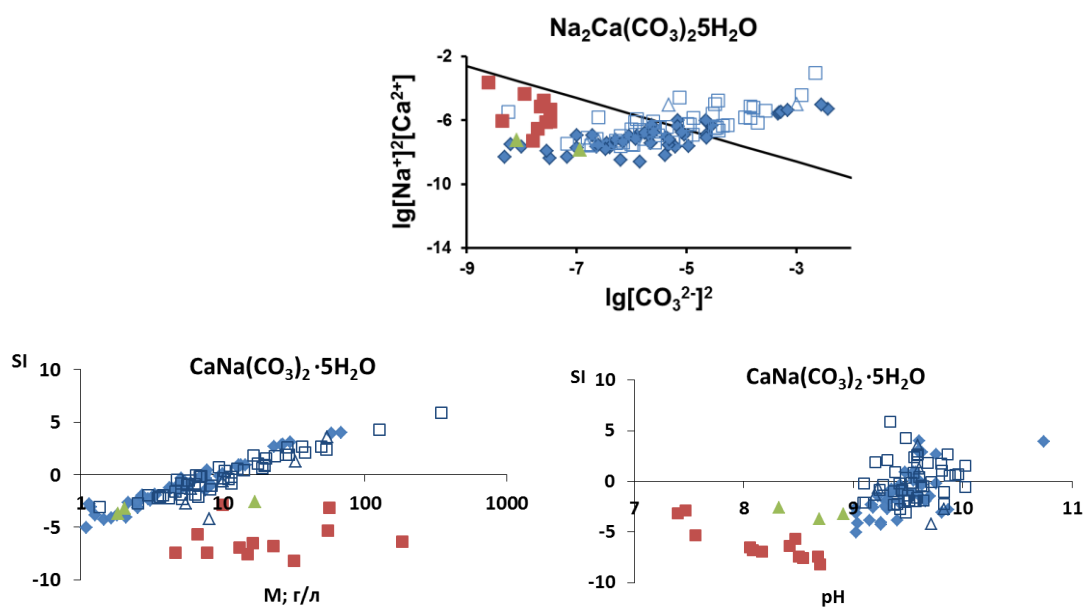 Na₂Ca(CO₃)₂5H₂O
lg[Na⁺]²[Ca²⁺]
-2
-6
-10
-14
-9 -7 -5 -3
lg[CO₃²⁻]²
SI
CaNa(CO₃)₂·5H₂O
10
5
0
-5
-10
1 10 100 1000
М; г/л
SI
CaNa(CO₃)₂·5H₂O
10
5
0
-5
-10
7 8 9 10 11
pH